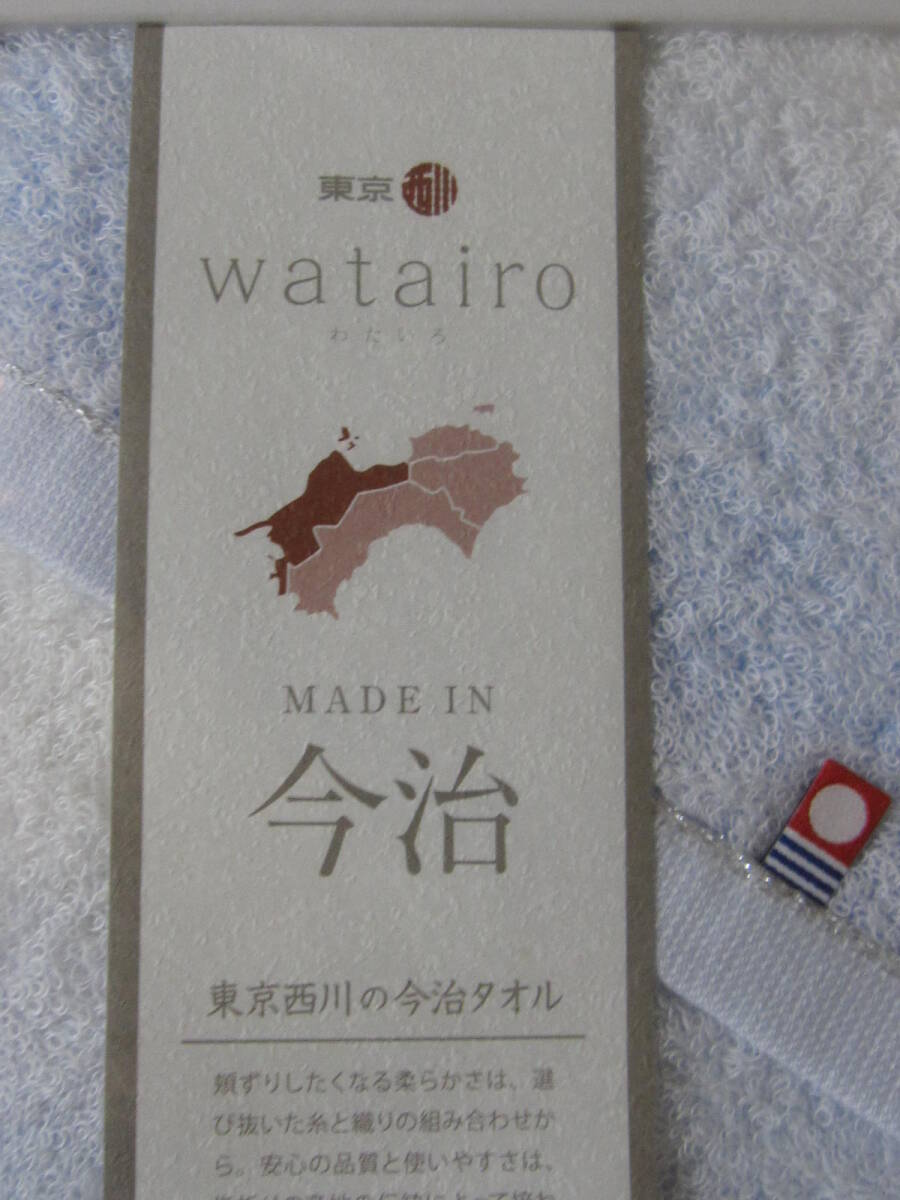 東京 西川
watairo
わたいろ
MADE IN
今治
東京西川の今治タオル
頬ずりしたくなる柔らかさは、選
び抜いた糸と織りの組み合わせか
ら。安心の品質と使いやすさは、